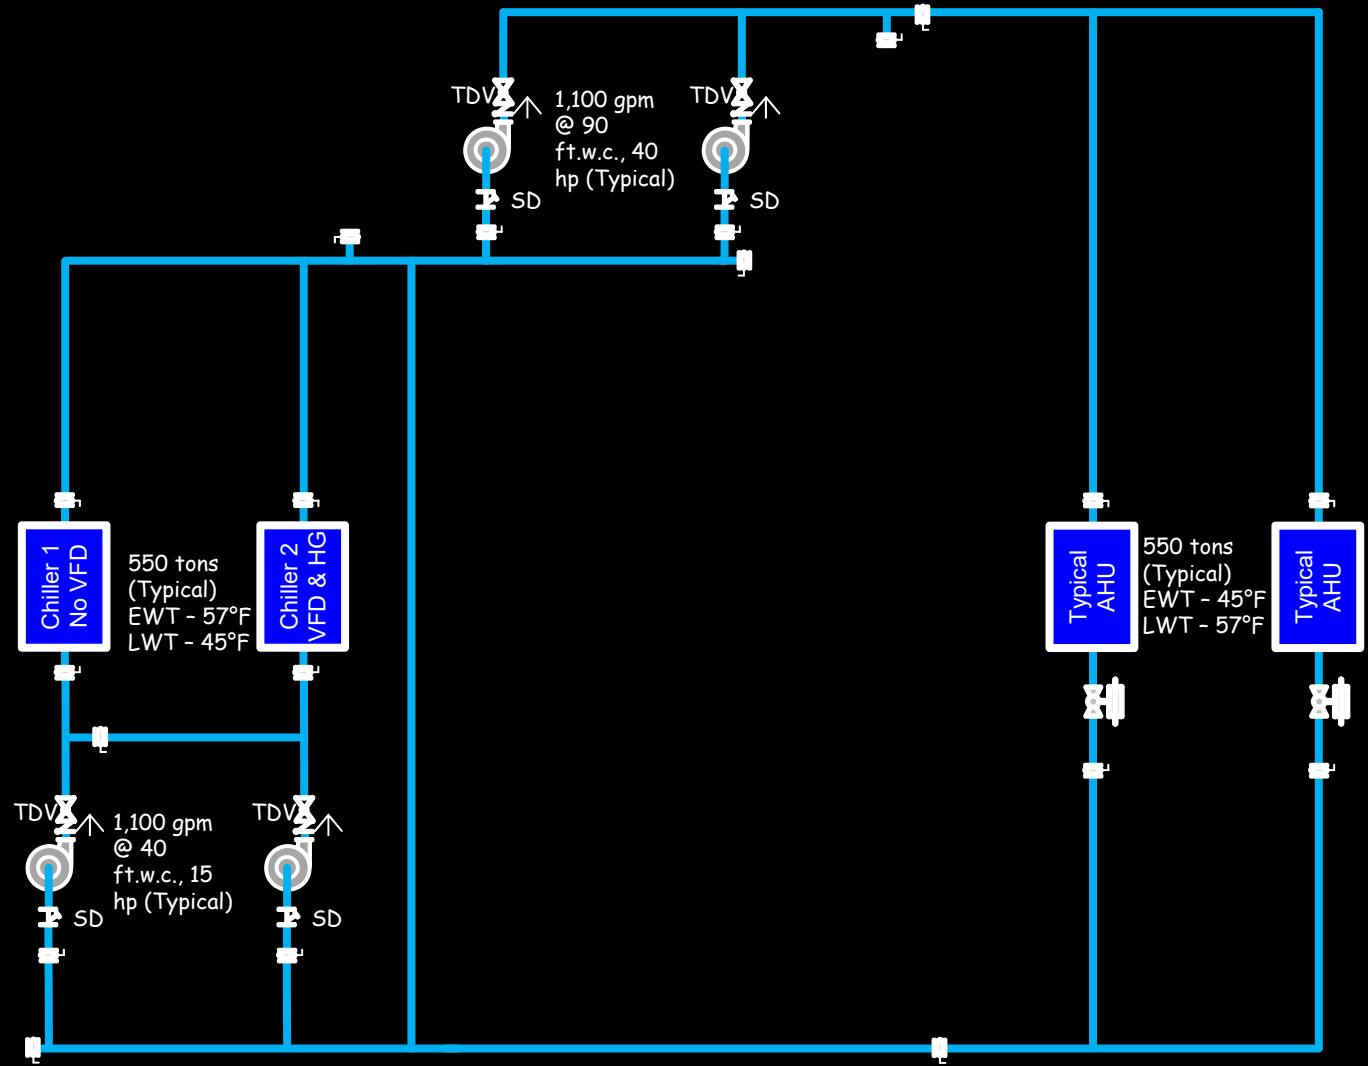 TDV
1,100 gpm
@ 90
ft.w.c., 40
hp (Typical)
SD
TDV
SD
Chiller 1
No VFD
550 tons
(Typical)
EWT – 57°F
LWT – 45°F
Chiller 2
VFD & HG
Typical
AHU
550 tons
(Typical)
EWT – 45°F
LWT – 57°F
Typical
AHU
TDV
1,100 gpm
@ 40
ft.w.c., 15
hp (Typical)
SD
TDV
SD